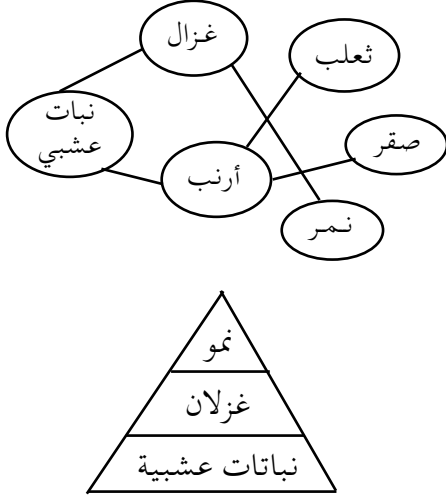 غزال
ثعلب
نبات
عشبي
صقر
أرنب
نمر
نمو
غزلان
نباتات عشبية